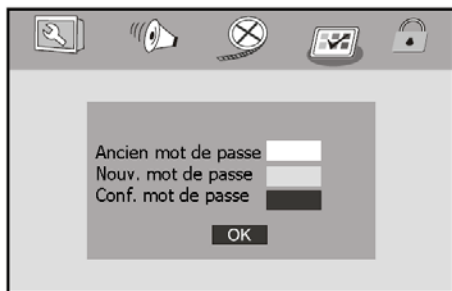 Ancien mot de passe
Nouv. mot de passe
Conf. mot de passe
OK